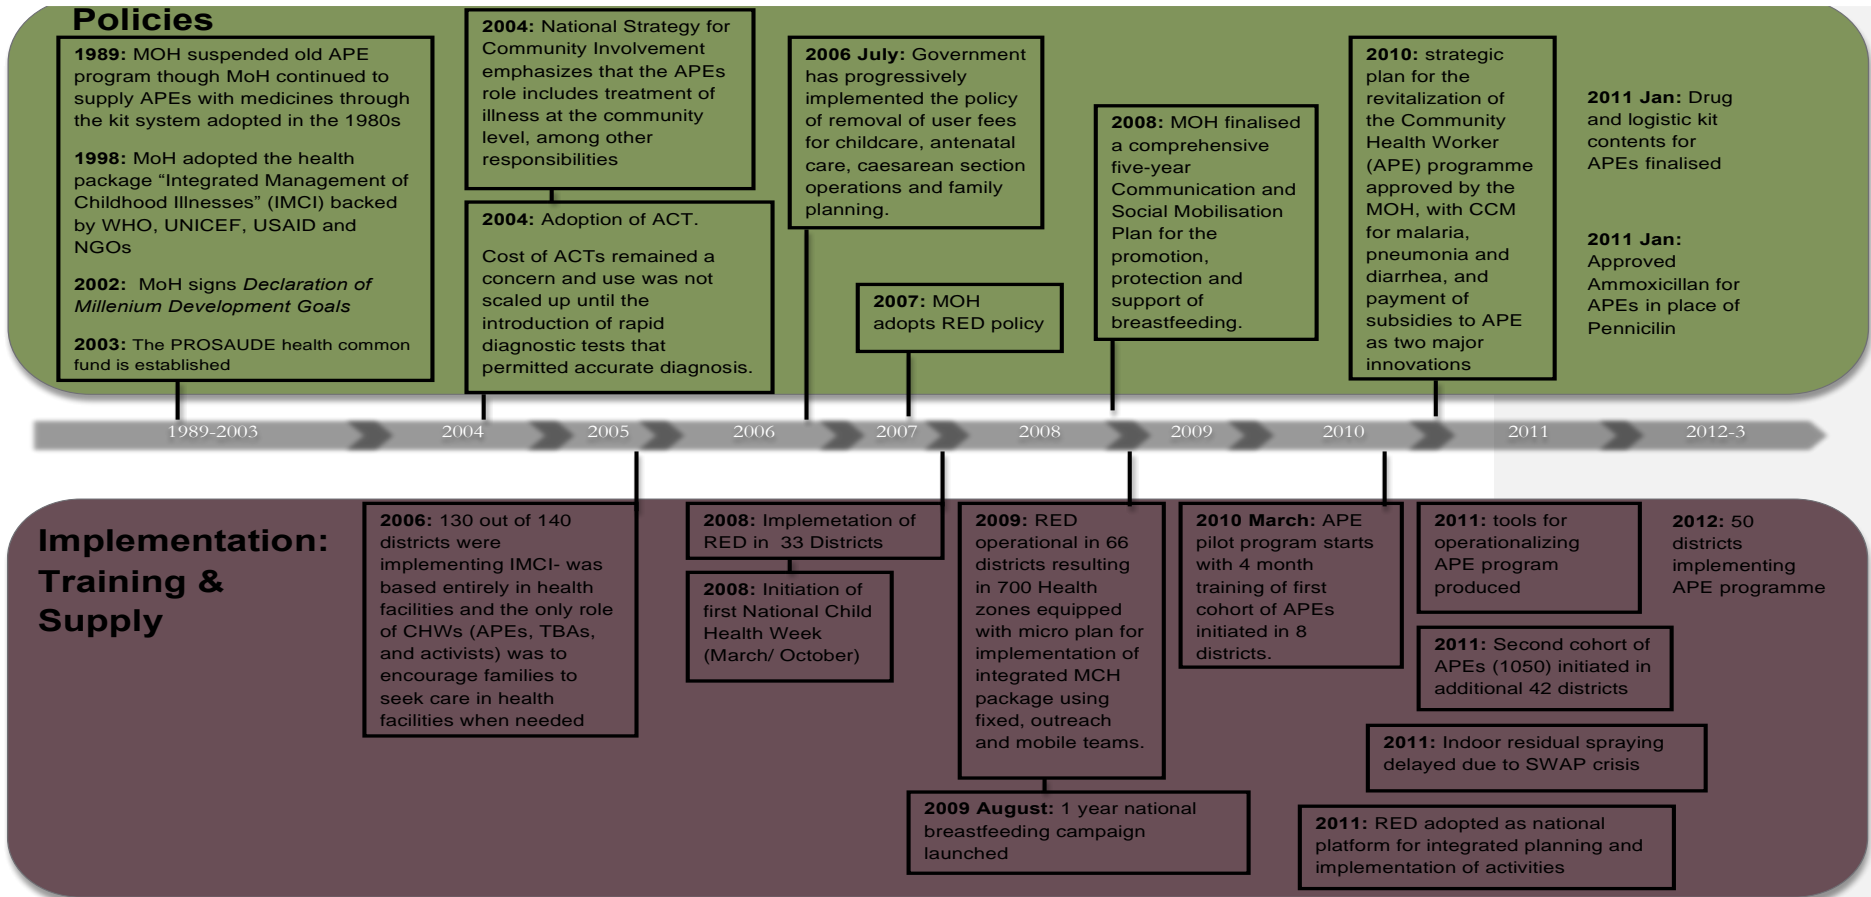 Policies
1989: MOH suspended old APE
program though MoH continued to
supply APEs with medicines through
the kit system adopted in the 1980s
1998: MoH adopted the health
package “Integrated Management of
Childhood Illnesses” (IMCI) backed
by WHO, UNICEF, USAID and
NGOs
2002: MoH signs Declaration of
Millenium Development Goals
2003: The PROSAUDE health common
fund is established
2004: National Strategy for
Community Involvement
emphasizes that the APEs
role includes treatment of
illness at the community
level, among other
responsibilities
2004: Adoption of ACT.
Cost of ACTs remained a
concern and use was not
scaled up until the
introduction of rapid
diagnostic tests that
permitted accurate diagnosis.
2006 July: Government
has progressively
implemented the policy
of removal of user fees
for childcare, antenatal
care, caesarean section
operations and family
planning.
2007: MOH
adopts RED policy
2008: MOH finalised
a comprehensive
five-year
Communication and
Social Mobilisation
Plan for the
promotion,
protection and
support of
breastfeeding.
2010: strategic
plan for the
revitalization of
the Community
Health Worker
(APE) programme
approved by the
MOH, with CCM
for malaria,
pneumonia and
diarrhea, and
payment of
subsidies to APE
as two major
innovations
2011 Jan: Drug
and logistic kit
contents for
APEs finalised
2011 Jan:
Approved
Ammoxicillan for
APEs in place of
Pennicilin
1989-2003
2004
2005
2006
2007
2008
2009
2010
2011
2012-3
Implementation:
Training &
Supply
2006: 130 out of 140
districts were
implementing IMCI- was
based entirely in health
facilities and the only role
of CHWs (APEs, TBAs,
and activists) was to
encourage families to
seek care in health
facilities when needed
2008: Implemetation of
RED in 33 Districts
2008: Initiation of
first National Child
Health Week
(March/ October)
2009: RED
operational in 66
districts resulting
in 700 Health
zones equipped
with micro plan for
implementation of
integrated MCH
package using
fixed, outreach
and mobile teams.
2009 August: 1 year national
breastfeeding campaign
launched
2010 March: APE
pilot program starts
with 4 month
training of first
cohort of APEs
initiated in 8
districts.
2011: tools for
operationalizing
APE program
produced
2011: Second cohort of
APEs (1050) initiated in
additional 42 districts
2011: Indoor residual spraying
delayed due to SWAP crisis
2011: RED adopted as national
platform for integrated planning and
implementation of activities
2012: 50
districts
implementing
APE programme